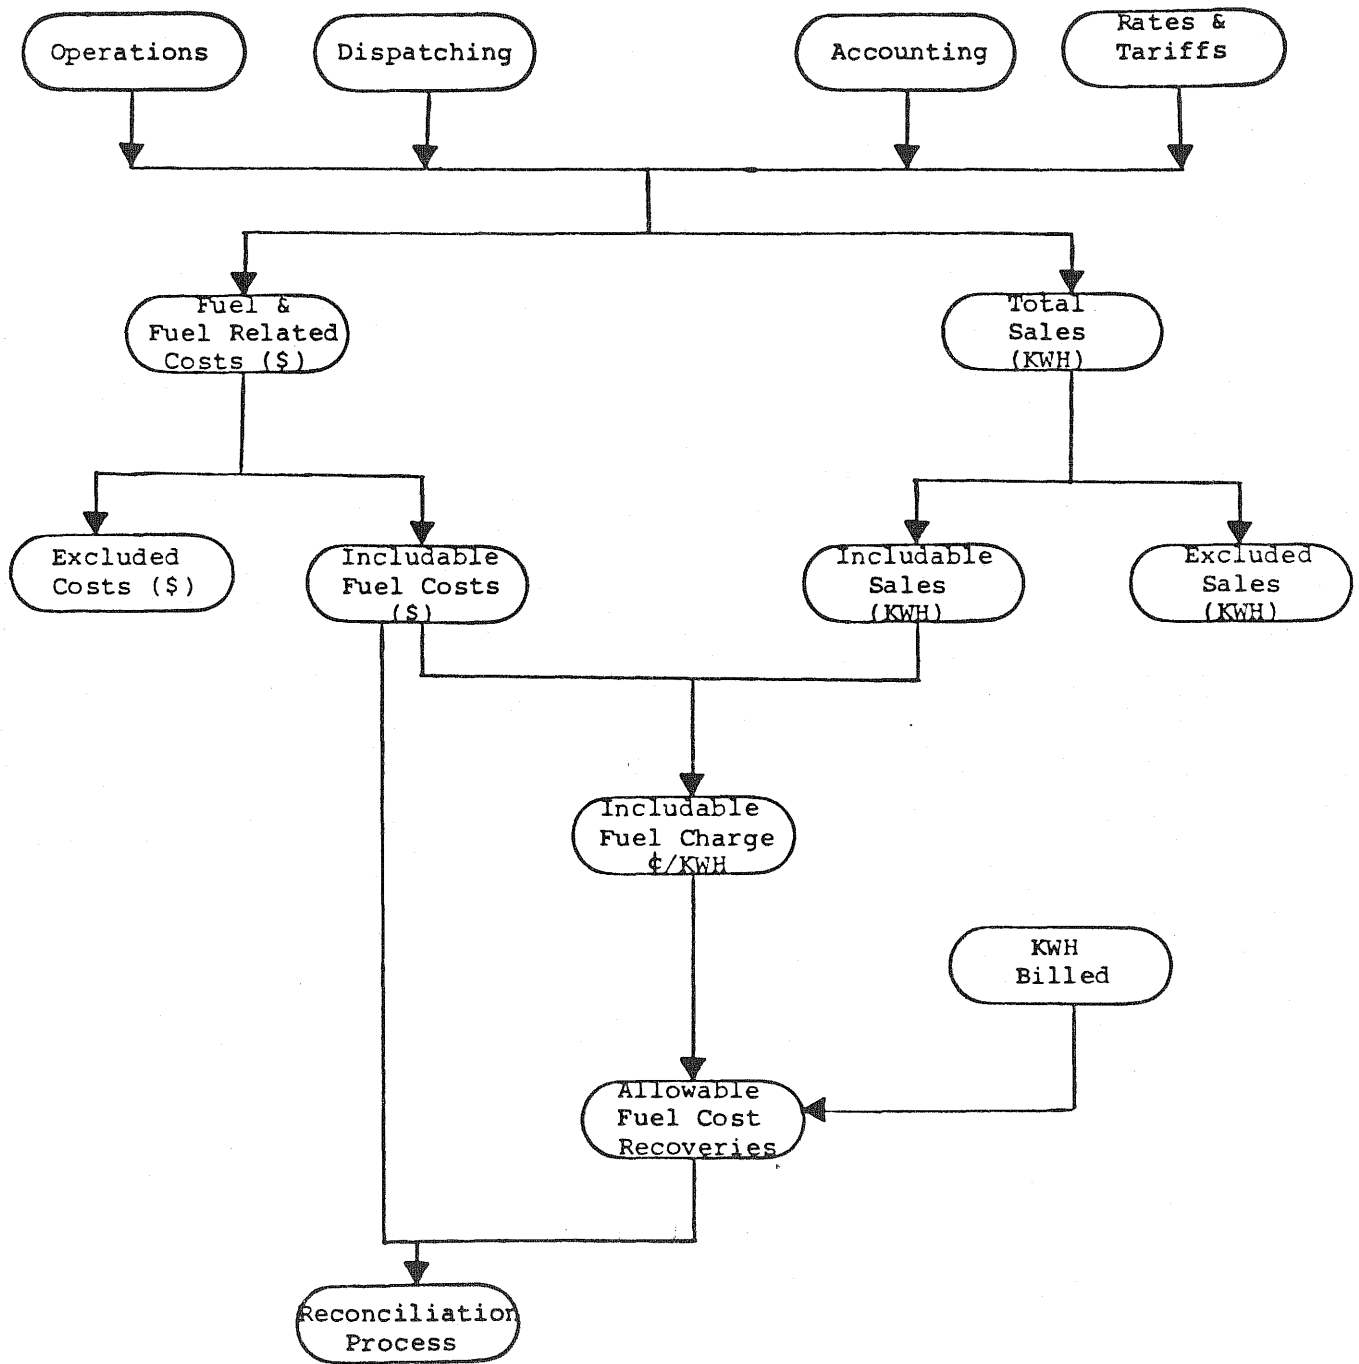 Operations
Dispatching
Accounting
Rates &
Tariffs
Fuel &
Fuel Related
Costs ($)
Total
Sales
(KWH)
Excluded
Costs ($)
Includable
Fuel Costs
($)
Includable
Sales
(KWH)
Excluded
Sales
(KWH)
Includable
Fuel Charge
¢/KWH
KWH
Billed
Allowable
Fuel Cost
Recoveries
Reconciliation
Process